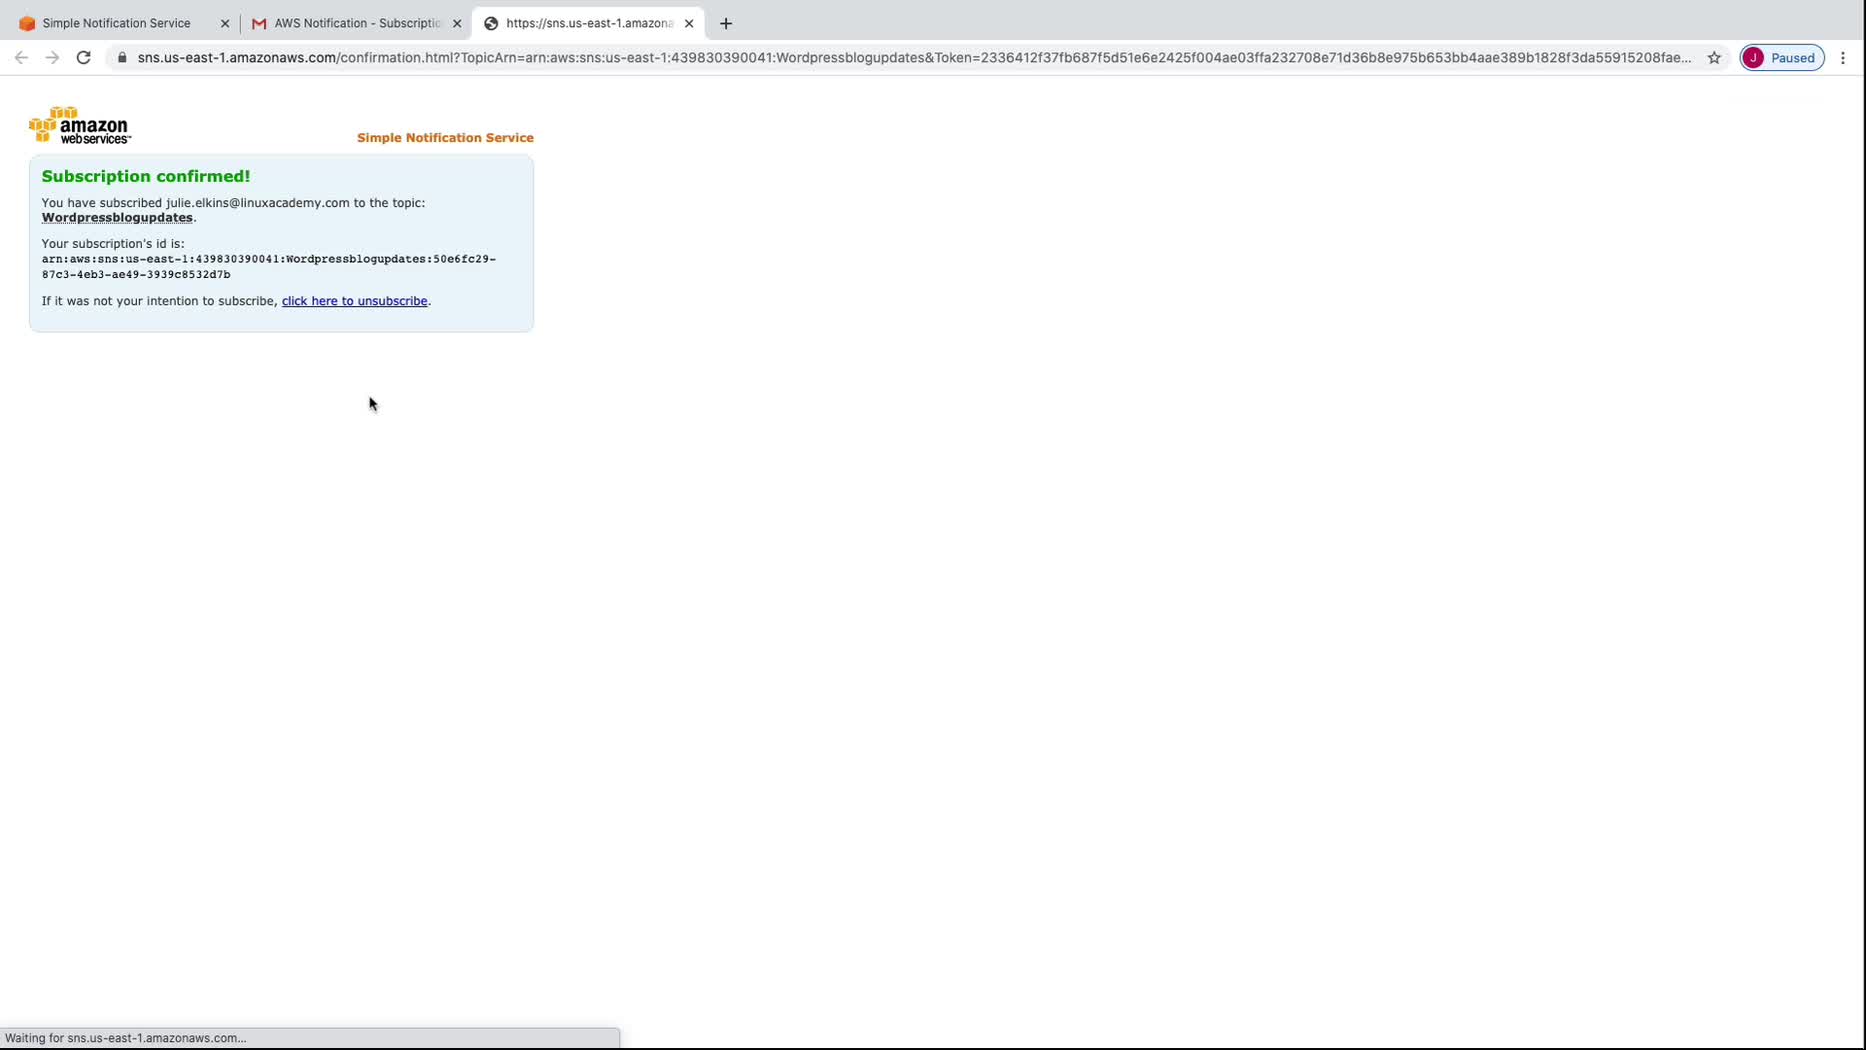 Simple Notification Service
AWS Notification - Subscriptio
https://sns.us-east-1.amazona
sns.us-east-1.amazonaws.com/confirmation.html?TopicArn=arn:aws:sns:us-east-1:439830390041:Wordpressblogupdates&Token=2336412f37fb687f5d51e6e2425f004ae03ffa232708e71d36b8e975b653bb4aae389b1828f3da55915208fae...
J
Paused
amazon
web services™
Simple Notification Service
Subscription confirmed!
You have subscribed julie.elkins@linuxacademy.com to the topic:
Wordpressblogupdates.
Your subscription's id is:
arn:aws:sns:us-east-1:439830390041:Wordpressblogupdates:50e6fc29-
87c3-4eb3-ae49-3939c8532d7b
If it was not your intention to subscribe, click here to unsubscribe.
Waiting for sns.us-east-1.amazonaws.com...